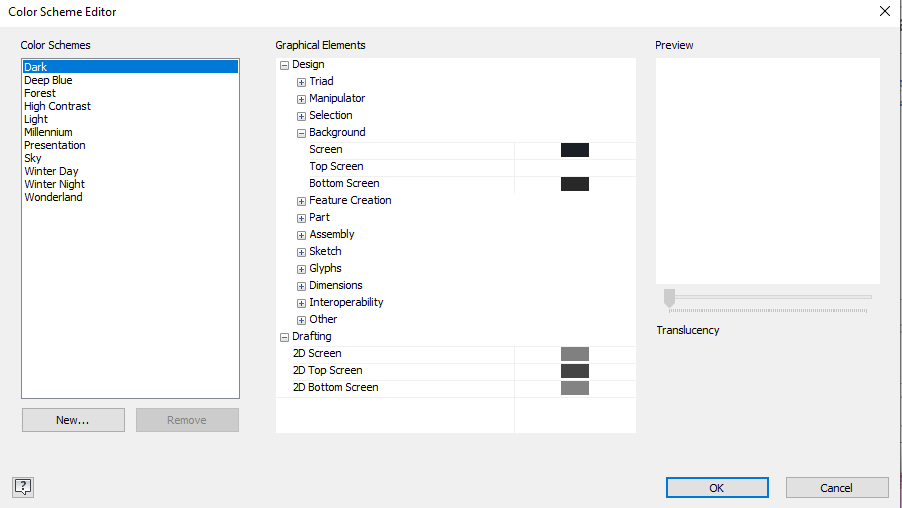 Color Scheme Editor
Color Schemes
Dark
Deep Blue
Forest
High Contrast
Light
Millennium
Presentation
Sky
Winter Day
Winter Night
Wonderland
New...
Remove
Graphical Elements
Design
Triad
Manipulator
Selection
Background
Screen
Top Screen
Bottom Screen
Feature Creation
Part
Assembly
Sketch
Glyphs
Dimensions
Interoperability
Other
Drafting
2D Screen
2D Top Screen
2D Bottom Screen
Preview
Translucency
?
OK
Cancel